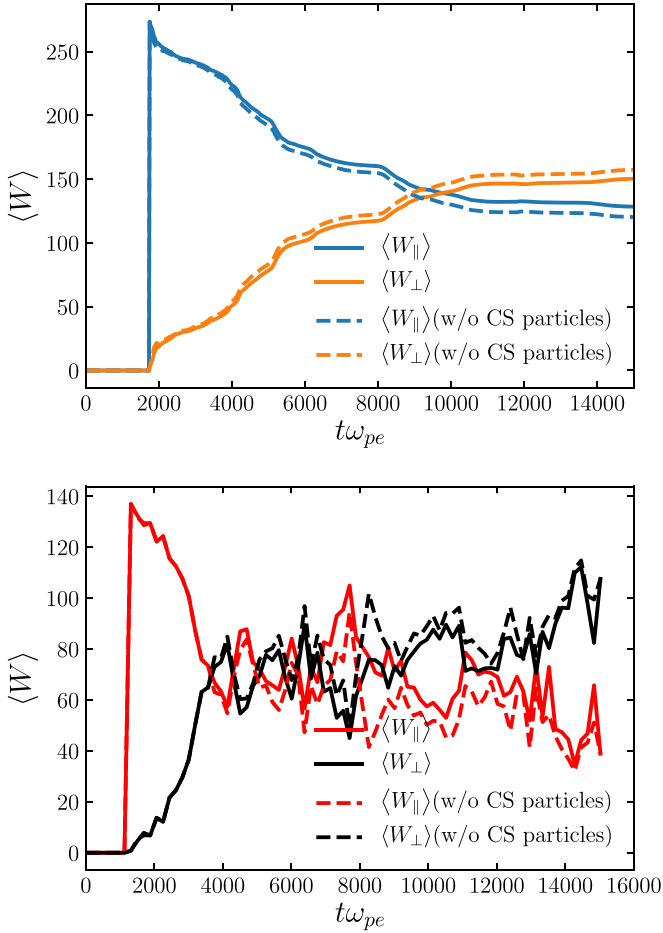 250
200
150
100
50
0
⟨W⟩
⟨W∥⟩
⟨W⊥⟩
⟨W∥⟩(w/o CS particles)
⟨W⊥⟩(w/o CS particles)
0 2000 4000 6000 8000 10000 12000 14000
tωpe
140
120
100
80
60
40
20
0
⟨W⟩
⟨W∥⟩
⟨W⊥⟩
⟨W∥⟩(w/o CS particles)
⟨W⊥⟩(w/o CS particles)
0 2000 4000 6000 8000 10000 12000 14000 16000
tωpe